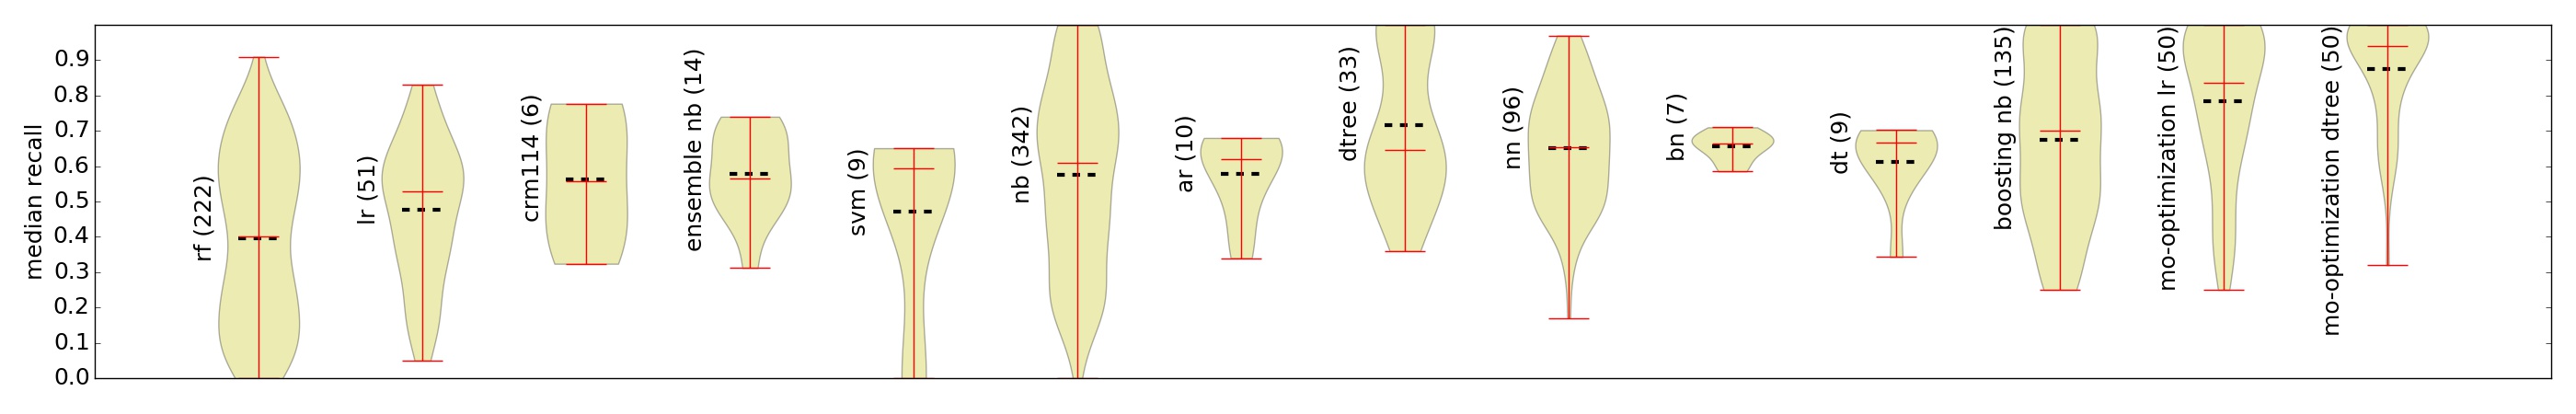 median recall
0.9
0.8
0.7
0.6
0.5
0.4
0.3
0.2
0.1
0.0
rf (222)
lr (51)
crm114 (6)
ensemble nb (14)
svm (9)
nb (342)
ar (10)
dtree (33)
nn (96)
bn (7)
dt (9)
boosting nb (135)
mo-optimization lr (50)
mo-optimization dtree (50)